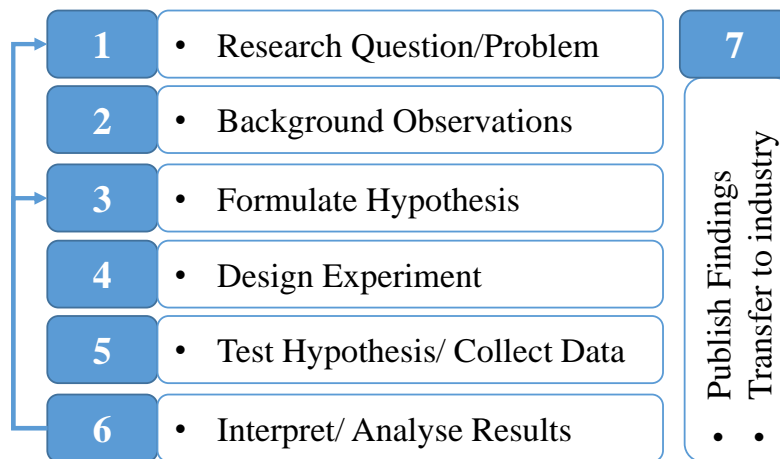 1
• Research Question/Problem
2
• Background Observations
3
• Formulate Hypothesis
4
• Design Experiment
5
• Test Hypothesis/ Collect Data
6
• Interpret/ Analyse Results
7
• Publish Findings
• Transfer to industry